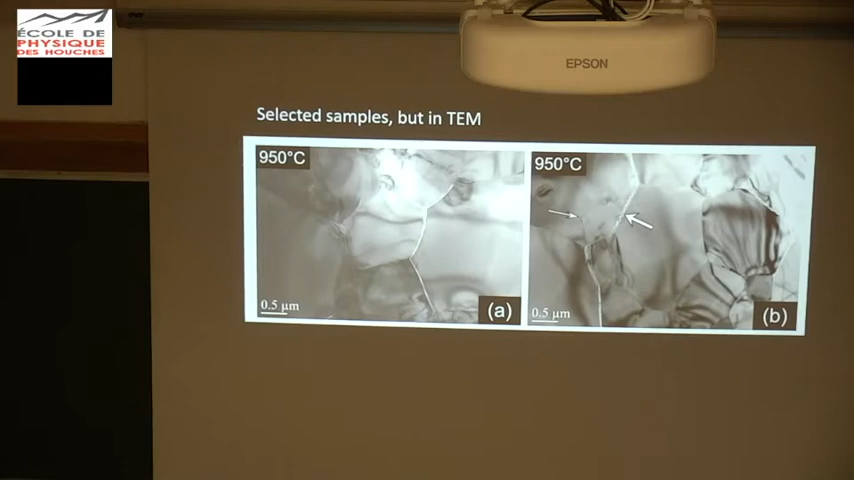 ÉCOLE DE
PHYSIQUE
DES HOUCHES
EPSON
Selected samples, but in TEM
950°C
0.5 µm
(a)
950°C
0.5 µm
(b)